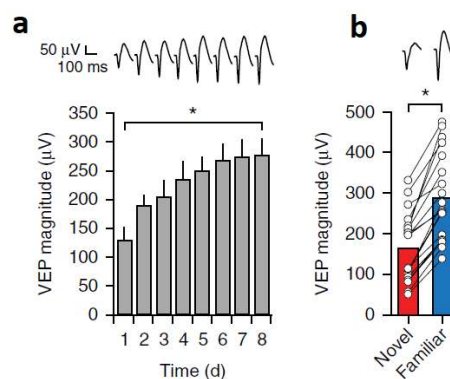 a
50 µV
100 ms
*
VEP magnitude (µV)
350
300
250
200
150
100
50
0
1 2 3 4 5 6 7 8
Time (d)
b
*
VEP magnitude (µV)
500
400
300
200
100
0
Novel
Familiar